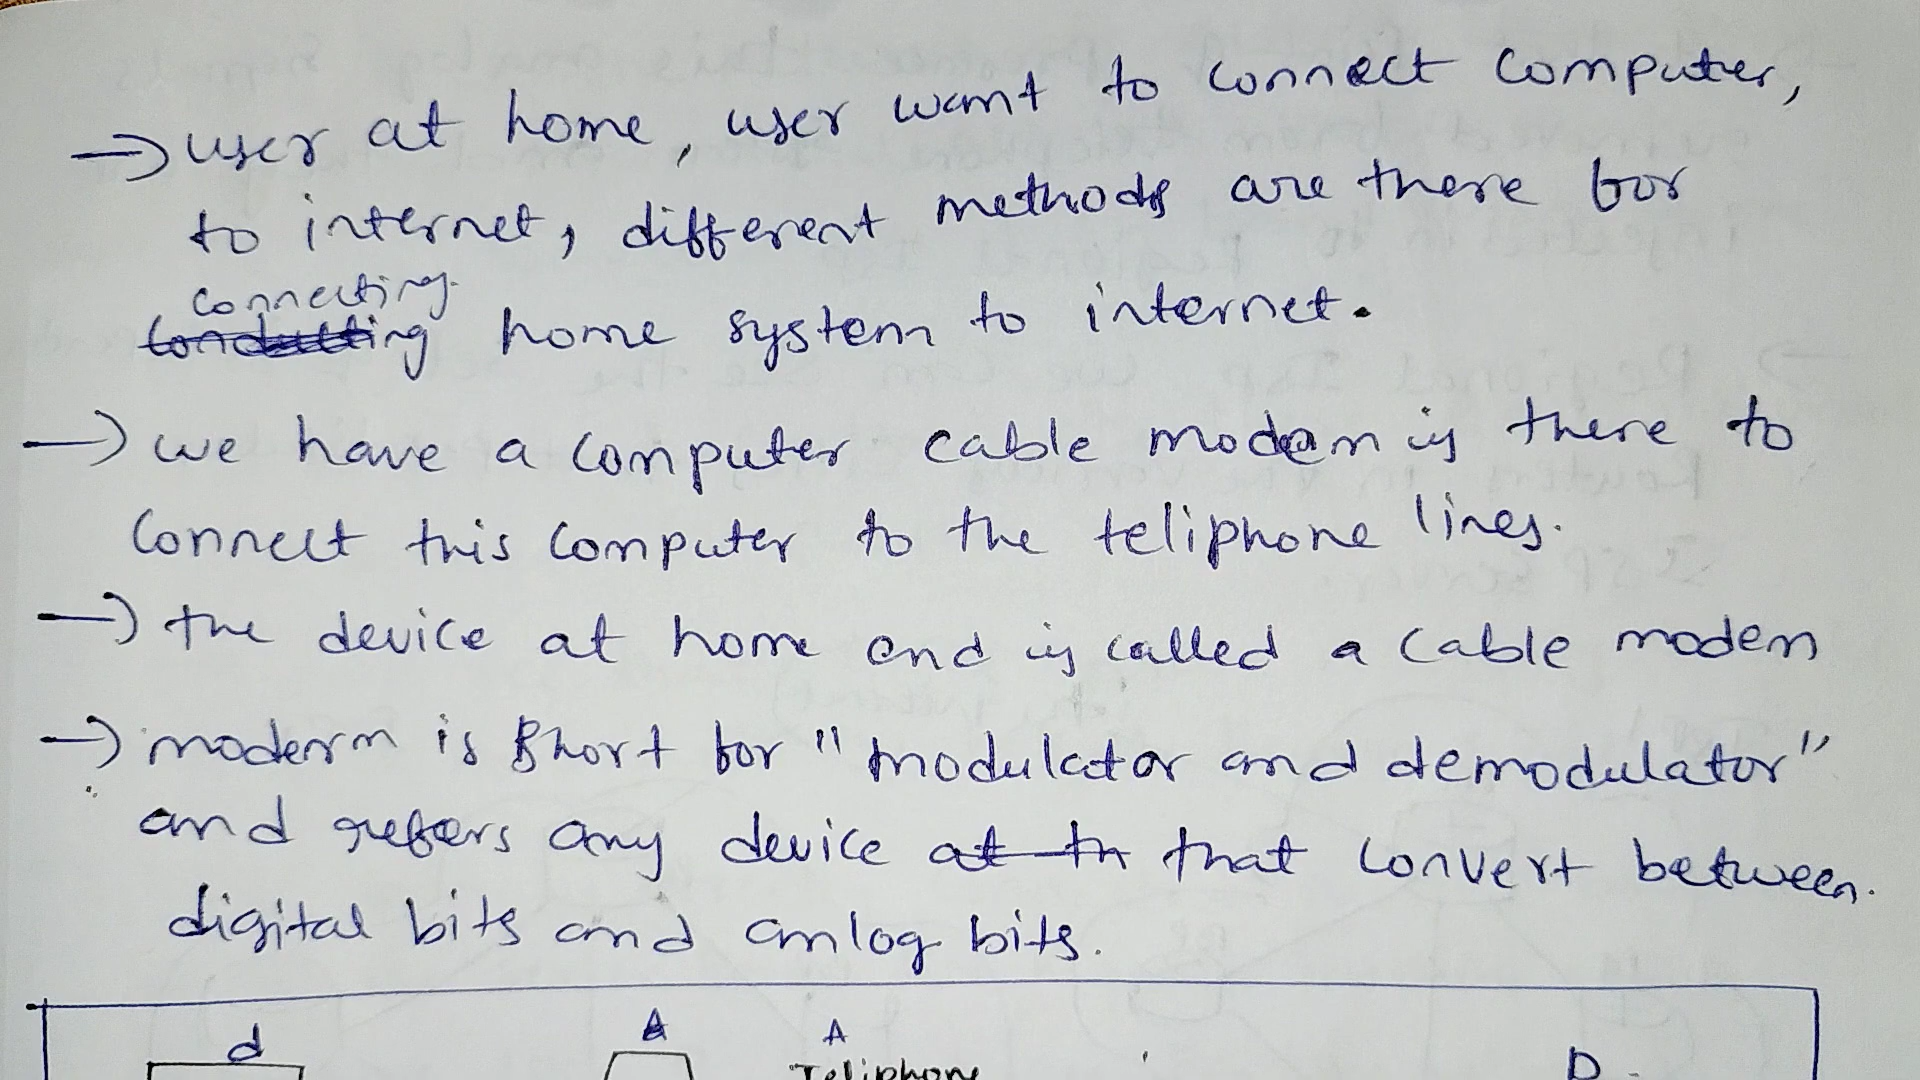 → user at home, user want to connect computer,
to internet, different methods are there for
connecting
conducting home system to internet.
→ we have a computer cable modem is there to
connect this computer to the teliphone lines.
→ the device at home end is called a cable modem
→ moderm is short for "modulator and demodulator"
and refers any device at th that convert between.
digital bits and anlog bits.
d A A D
Teliphone